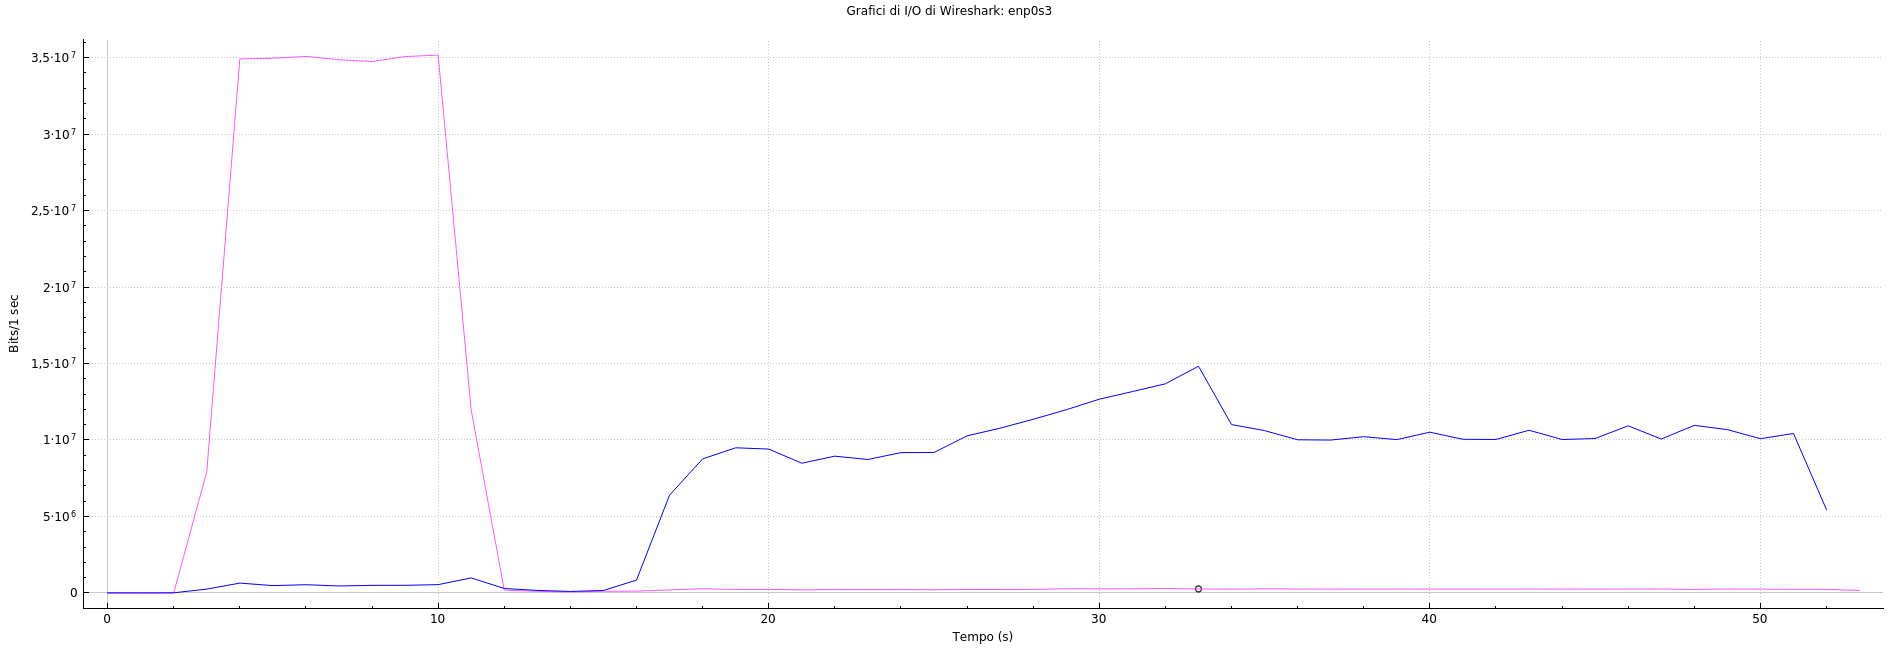 Grafici di I/O di Wireshark: enp0s3
3,5·10⁷
3·10⁷
2,5·10⁷
2·10⁷
1,5·10⁷
1·10⁷
5·10⁶
0
Bits/1 sec
0 10 20 30 40 50
Tempo (s)